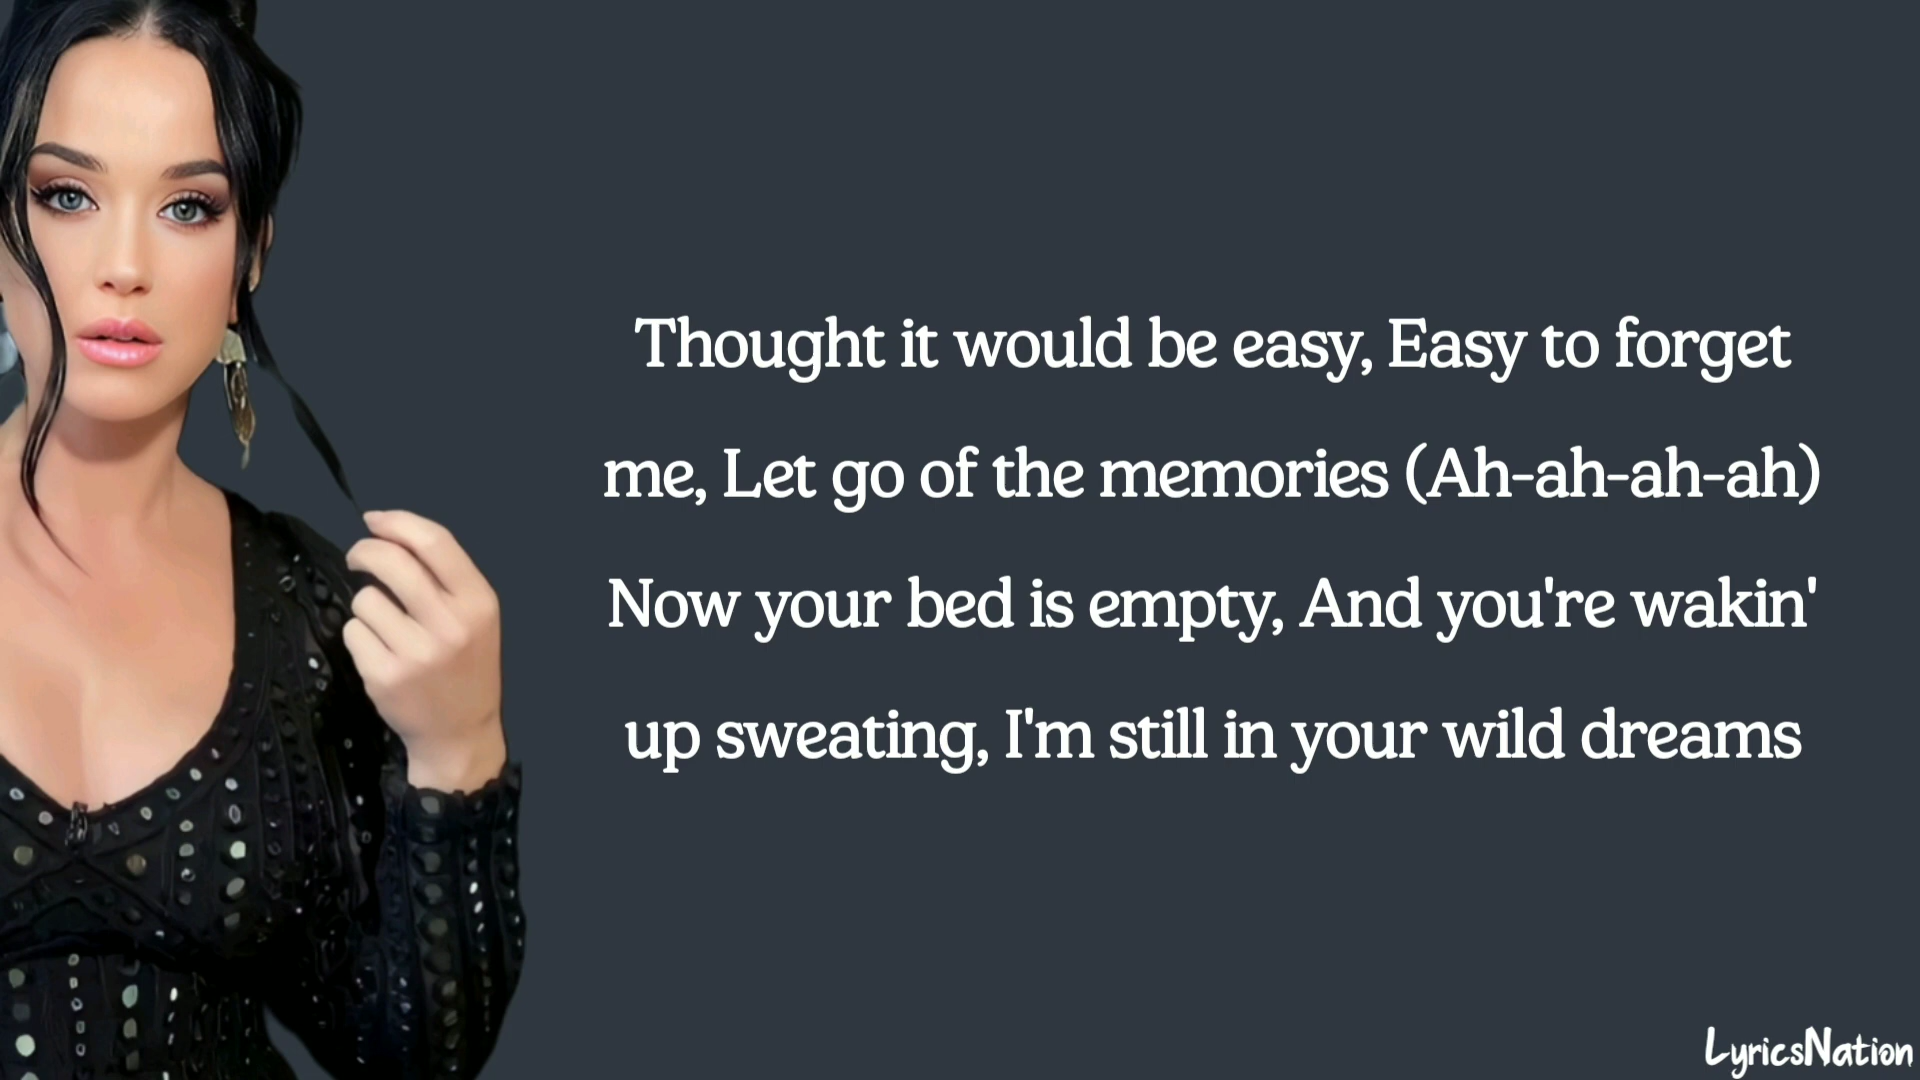 Thought it would be easy, Easy to forget
me, Let go of the memories (Ah-ah-ah-ah)
Now your bed is empty, And you're wakin'
up sweating, I'm still in your wild dreams
LyricsNation